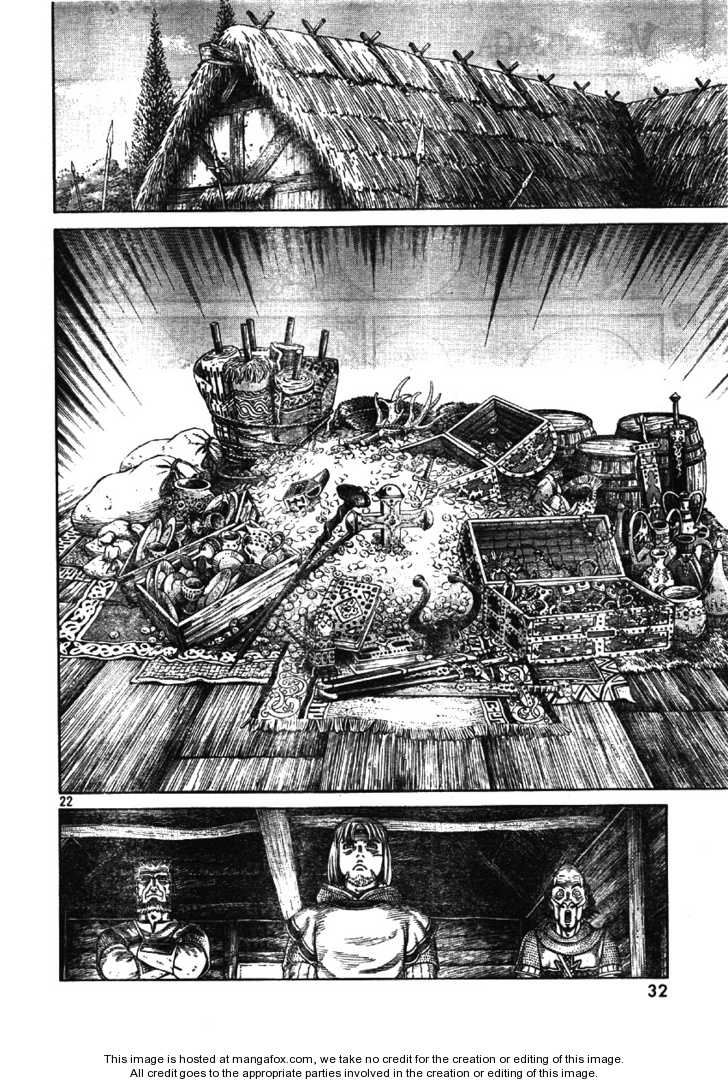 22
32
This image is hosted at mangafox.com, we take no credit for the creation or editing of this image.
All credit goes to the appropriate parties involved in the creation or editing of this image.